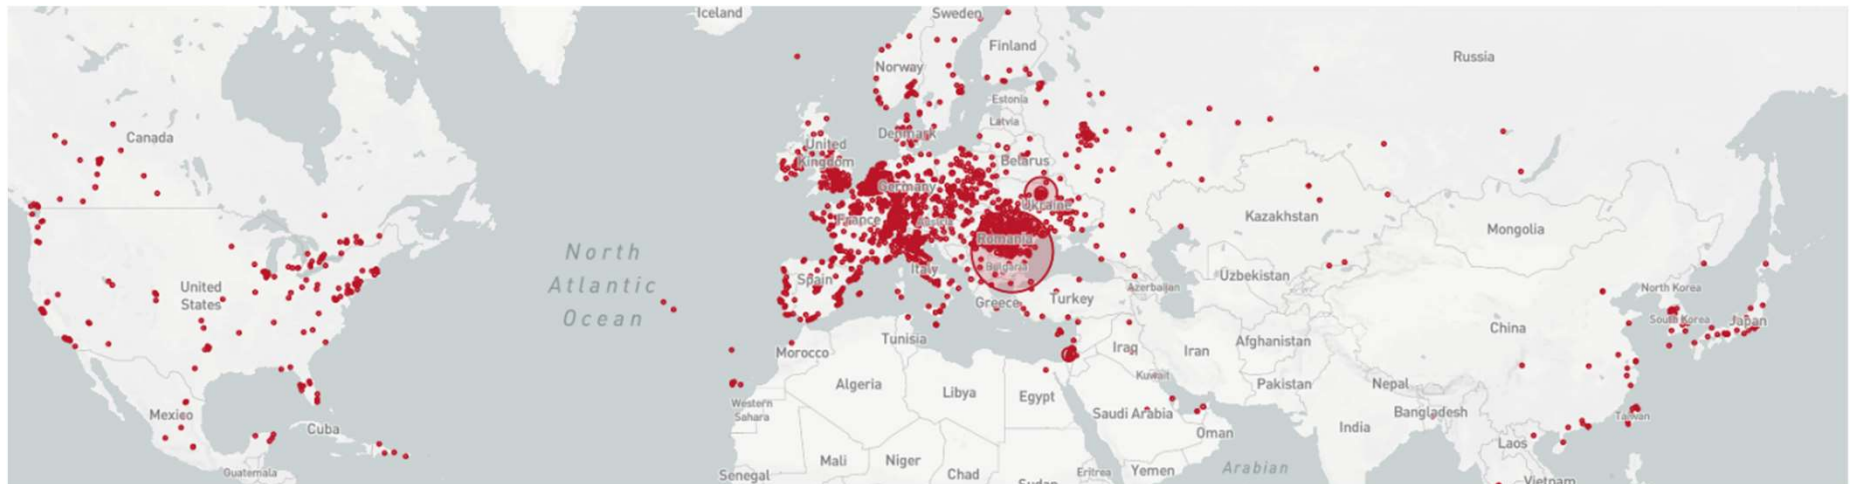 Iceland
Sweden
Finland
Russia
Norway
Estonia
Latvia
Canada
Denmark
United
Kingdom
Belarus
Germany
Ukraine
France
Austria
Kazakhstan
Mongolia
Romania
Bulgaria
North
Atlantic
Ocean
Italy
Spain
Uzbekistan
United
States
Greece
Turkey
Azerbaijan
North Korea
South Korea
Japan
China
Tunisia
Morocco
Iraq
Iran
Afghanistan
Kuwait
Algeria
Libya
Egypt
Pakistan
Nepal
Western
Sahara
Saudi Arabia
Bangladesh
Taiwan
Mexico
Cuba
Oman
India
Laos
Mali
Niger
Chad
Guatemala
Senegal
Eritrea
Yemen
Arabian
Sudan
Vietnam